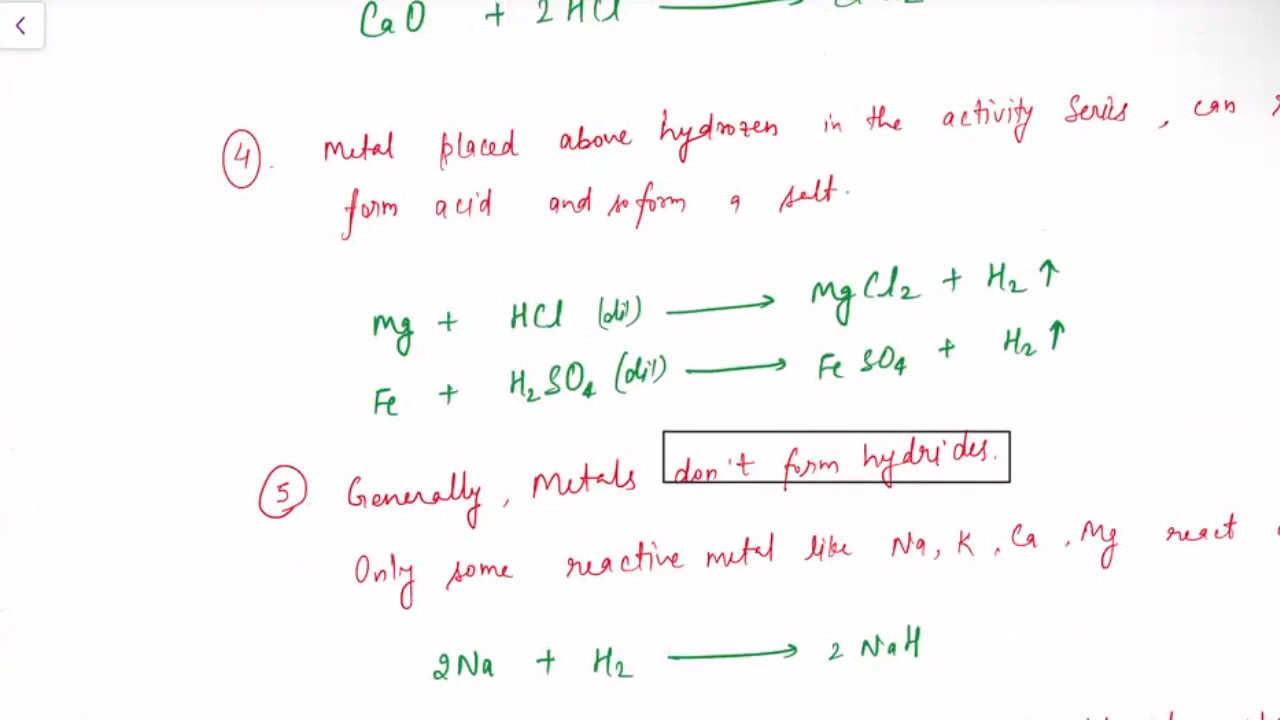 CaO + 2HCl ⟶
4. Metal placed above hydrogen in the activity Series, can
form acid and so form a salt.
Mg + HCl (dil) ⟶ MgCl₂ + H₂ ↑
Fe + H₂SO₄ (dil) ⟶ FeSO₄ + H₂ ↑
5 Generally, Metals don't form hydrides.
Only some reactive metal like Na, K, Ca, Mg react
2Na + H₂ ⟶ 2 NaH